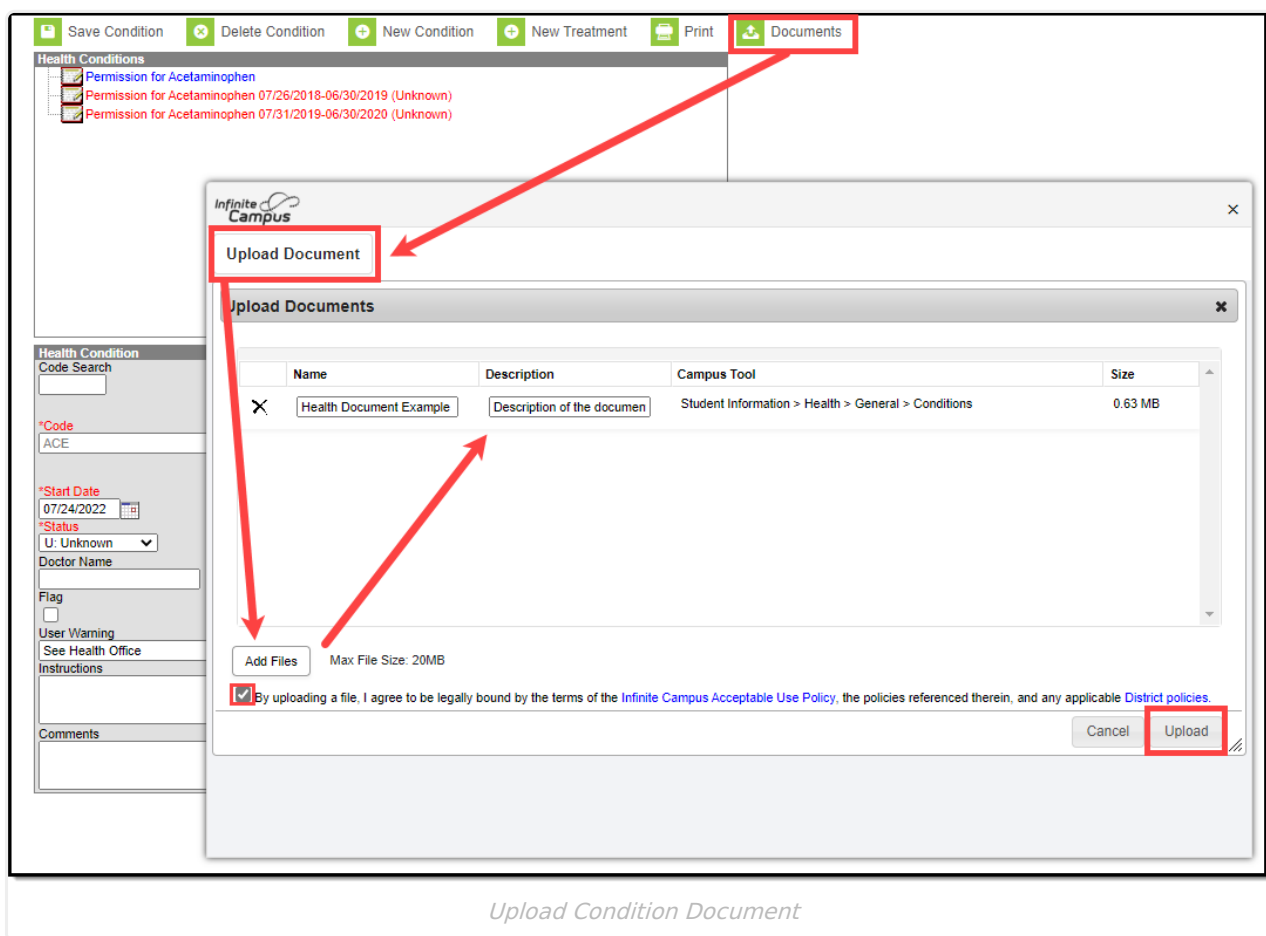 Save Condition Delete Condition New Condition New Treatment Print Documents
Health Conditions
Permission for Acetaminophen
Permission for Acetaminophen 07/26/2018-06/30/2019 (Unknown)
Permission for Acetaminophen 07/31/2019-06/30/2020 (Unknown)
Infinite
Campus
Upload Document
Upload Documents
Name Description Campus Tool Size
Health Document Example Description of the documen Student Information > Health > General > Conditions 0.63 MB
Add Files Max File Size: 20MB
By uploading a file, I agree to be legally bound by the terms of the Infinite Campus Acceptable Use Policy, the policies referenced therein, and any applicable District policies.
Cancel Upload
Health Condition
Code Search
*Code
ACE
*Start Date
07/24/2022
*Status
U: Unknown
Doctor Name
Flag
User Warning
See Health Office
Instructions
Comments
Upload Condition Document